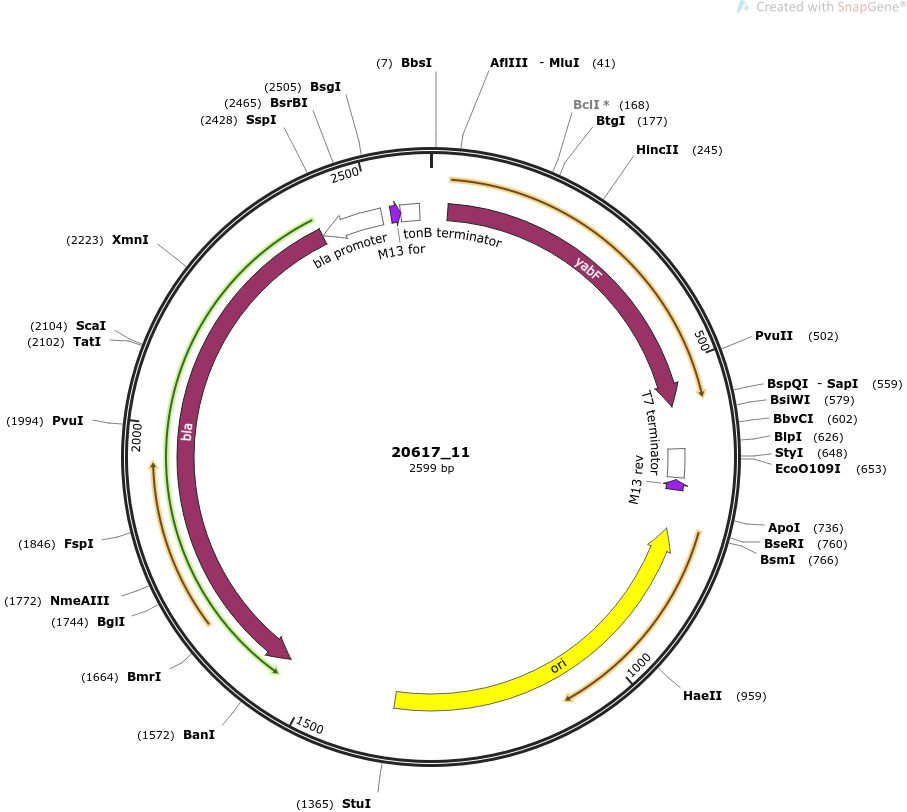 Created with SnapGene®
(7) BbsI
AflIII - MluI (41)
(2505) BsgI
(2465) BsrBI
(2428) SspI
BclI * (168)
BtgI (177)
HincII (245)
2500
bla promoter
M13 for
tonB terminator
yabF
(2223) XmnI
(2104) ScaI
(2102) TatI
500
PvuII (502)
BspQI - SapI (559)
BsiWI (579)
BbvCI (602)
BlpI (626)
StyI (648)
EcoO109I (653)
T7 terminator
M13 rev
(1994) PvuI
2000
bla
20617_11
2599 bp
ApoI (736)
BseRI (760)
BsmI (766)
(1846) FspI
(1772) NmeAIII
(1744) BglI
(1664) BmrI
ori
1000
HaeII (959)
(1572) BanI
1500
(1365) StuI